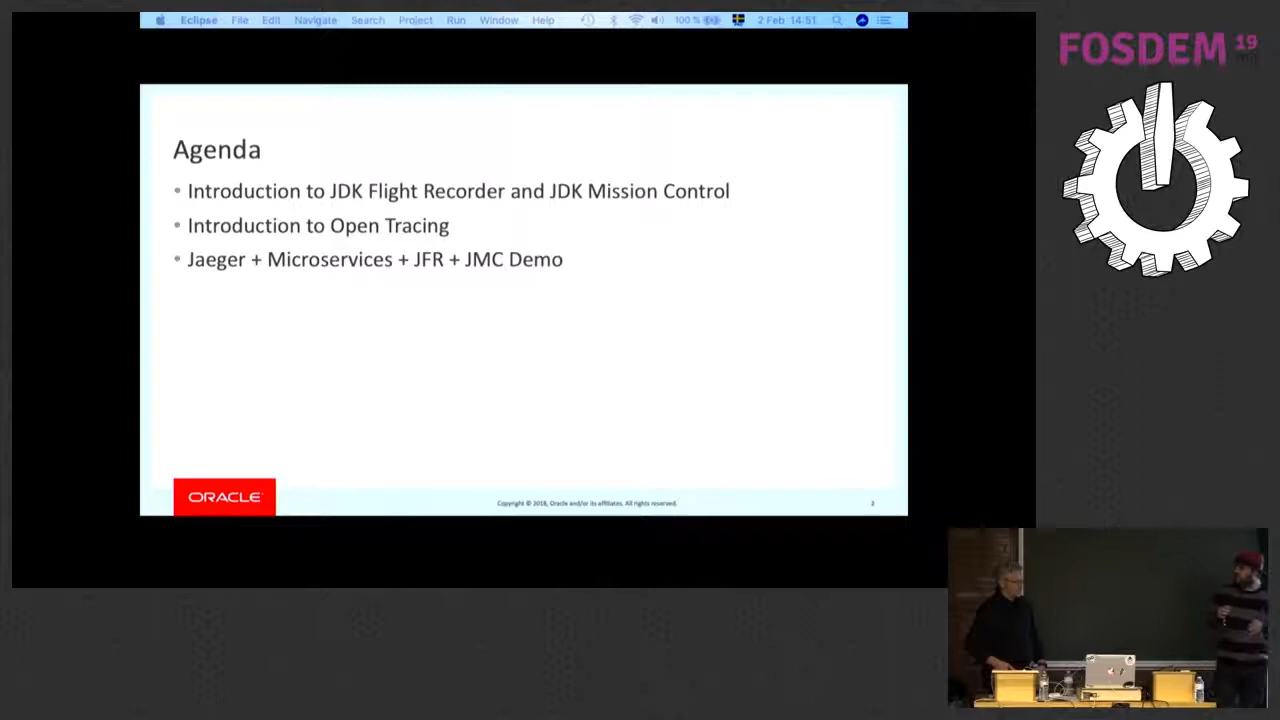 Eclipse File Edit Navigate Search Project Run Window Help 100 % 2 Feb 14:51
FOSDEM 19
Agenda
• Introduction to JDK Flight Recorder and JDK Mission Control
• Introduction to Open Tracing
• Jaeger + Microservices + JFR + JMC Demo
ORACLE
Copyright © 2018, Oracle and/or its affiliates. All rights reserved.
2